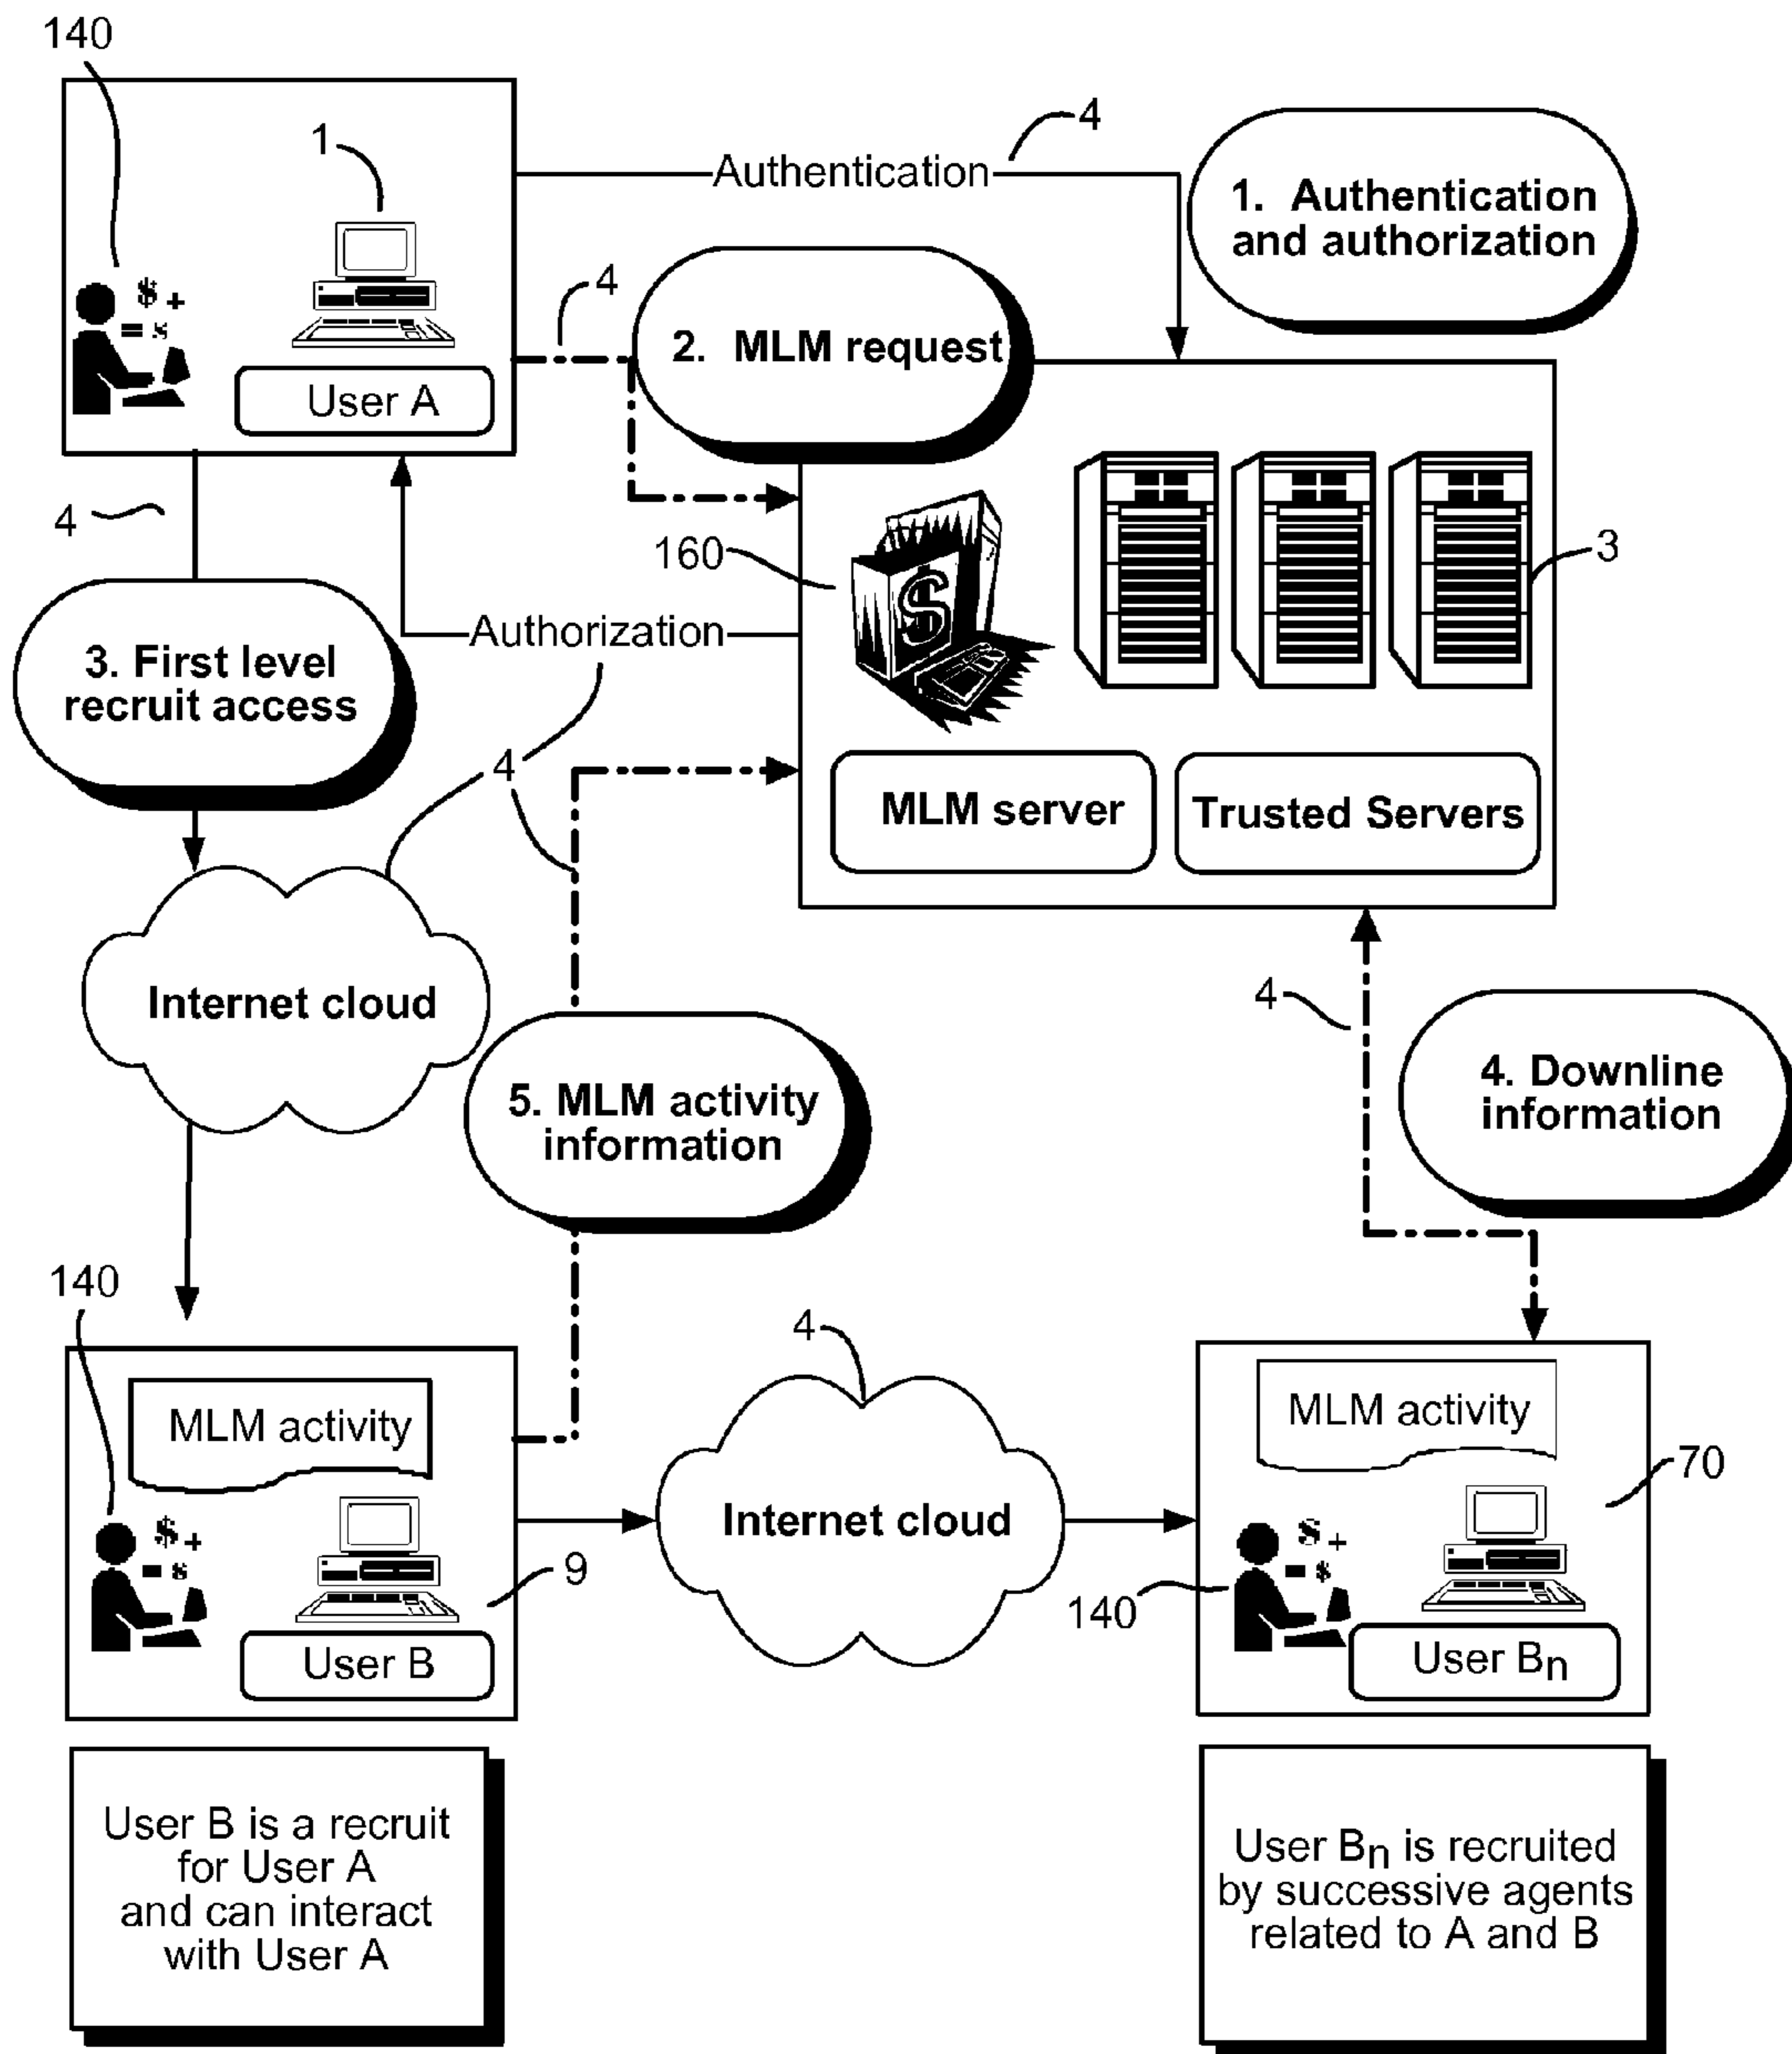 140
1
4
Authentication
1. Authentication
and authorization
4
2. MLM request
$ +
= $
User A
4
160
$
3
Authorization
3. First level
recruit access
4
MLM server
Trusted Servers
Internet cloud
4
5. MLM activity
information
4. Downline
information
140
4
MLM activity
MLM activity
70
$ +
= $
Internet cloud
$ +
= $
9
140
User B
User Bn
User B is a recruit
for User A
and can interact
with User A
User Bn is recruited
by successive agents
related to A and B